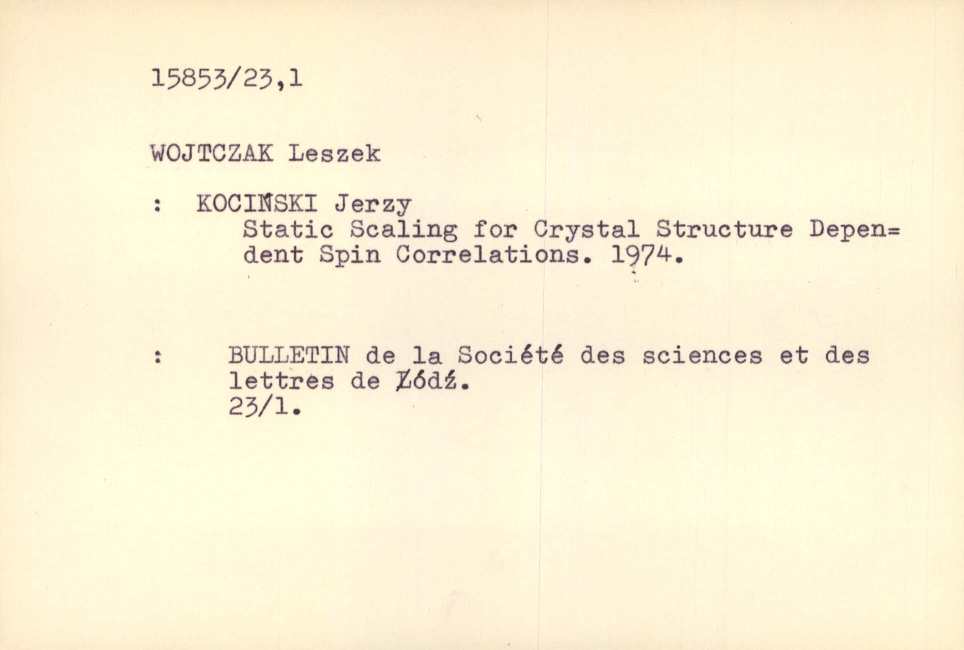 15853/23,1
WOJTCZAK Leszek
: KOCIŃSKI Jerzy
Static Scaling for Crystal Structure Depen=
dent Spin Correlations. 1974.
: BULLETIN de la Société des sciences et des
lettres de Łódź.
23/1.